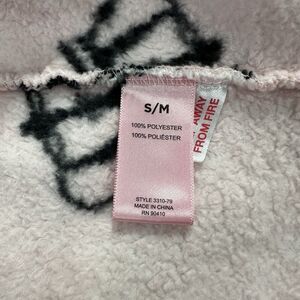 S/M
100% POLYESTER
100% POLIÉSTER
STYLE 3310-79
MADE IN CHINA
RN 90410
AWAY
FROM FIRE